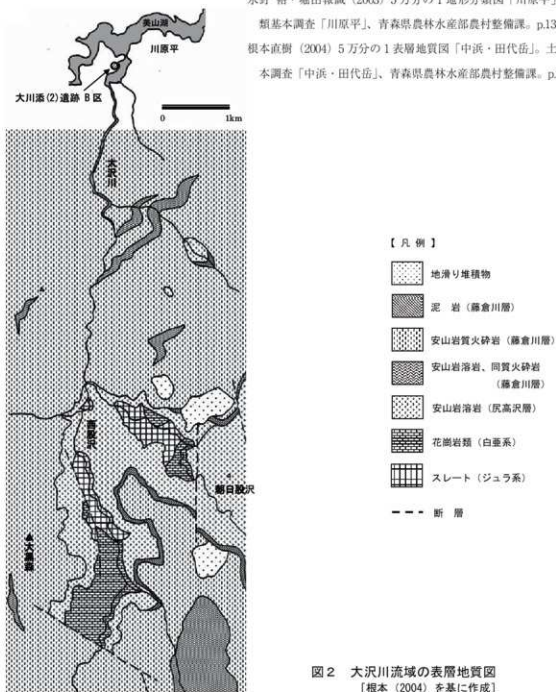 類基本調査「川原平」、青森県農林水産部農村整備課。p.13
根本直樹 (2004) 5万分の1表層地質図「中浜・田代岳」。土
本調査「中浜・田代岳」、青森県農林水産部農村整備課。p.
美山湖
川原平
大川添(2)遺跡 B区
0 1km
大沢川
西股沢
朝日股沢
▲大黒森
【 凡 例 】
地滑り堆積物
泥 岩 (藤倉川層)
安山岩質火砕岩 (藤倉川層)
安山岩溶岩、同質火砕岩
(藤倉川層)
安山岩溶岩 (尻高沢層)
花崗岩類 (白亜系)
スレート (ジュラ系)
断 層
図2 大沢川流域の表層地質図
[根本 (2004) を基に作成]